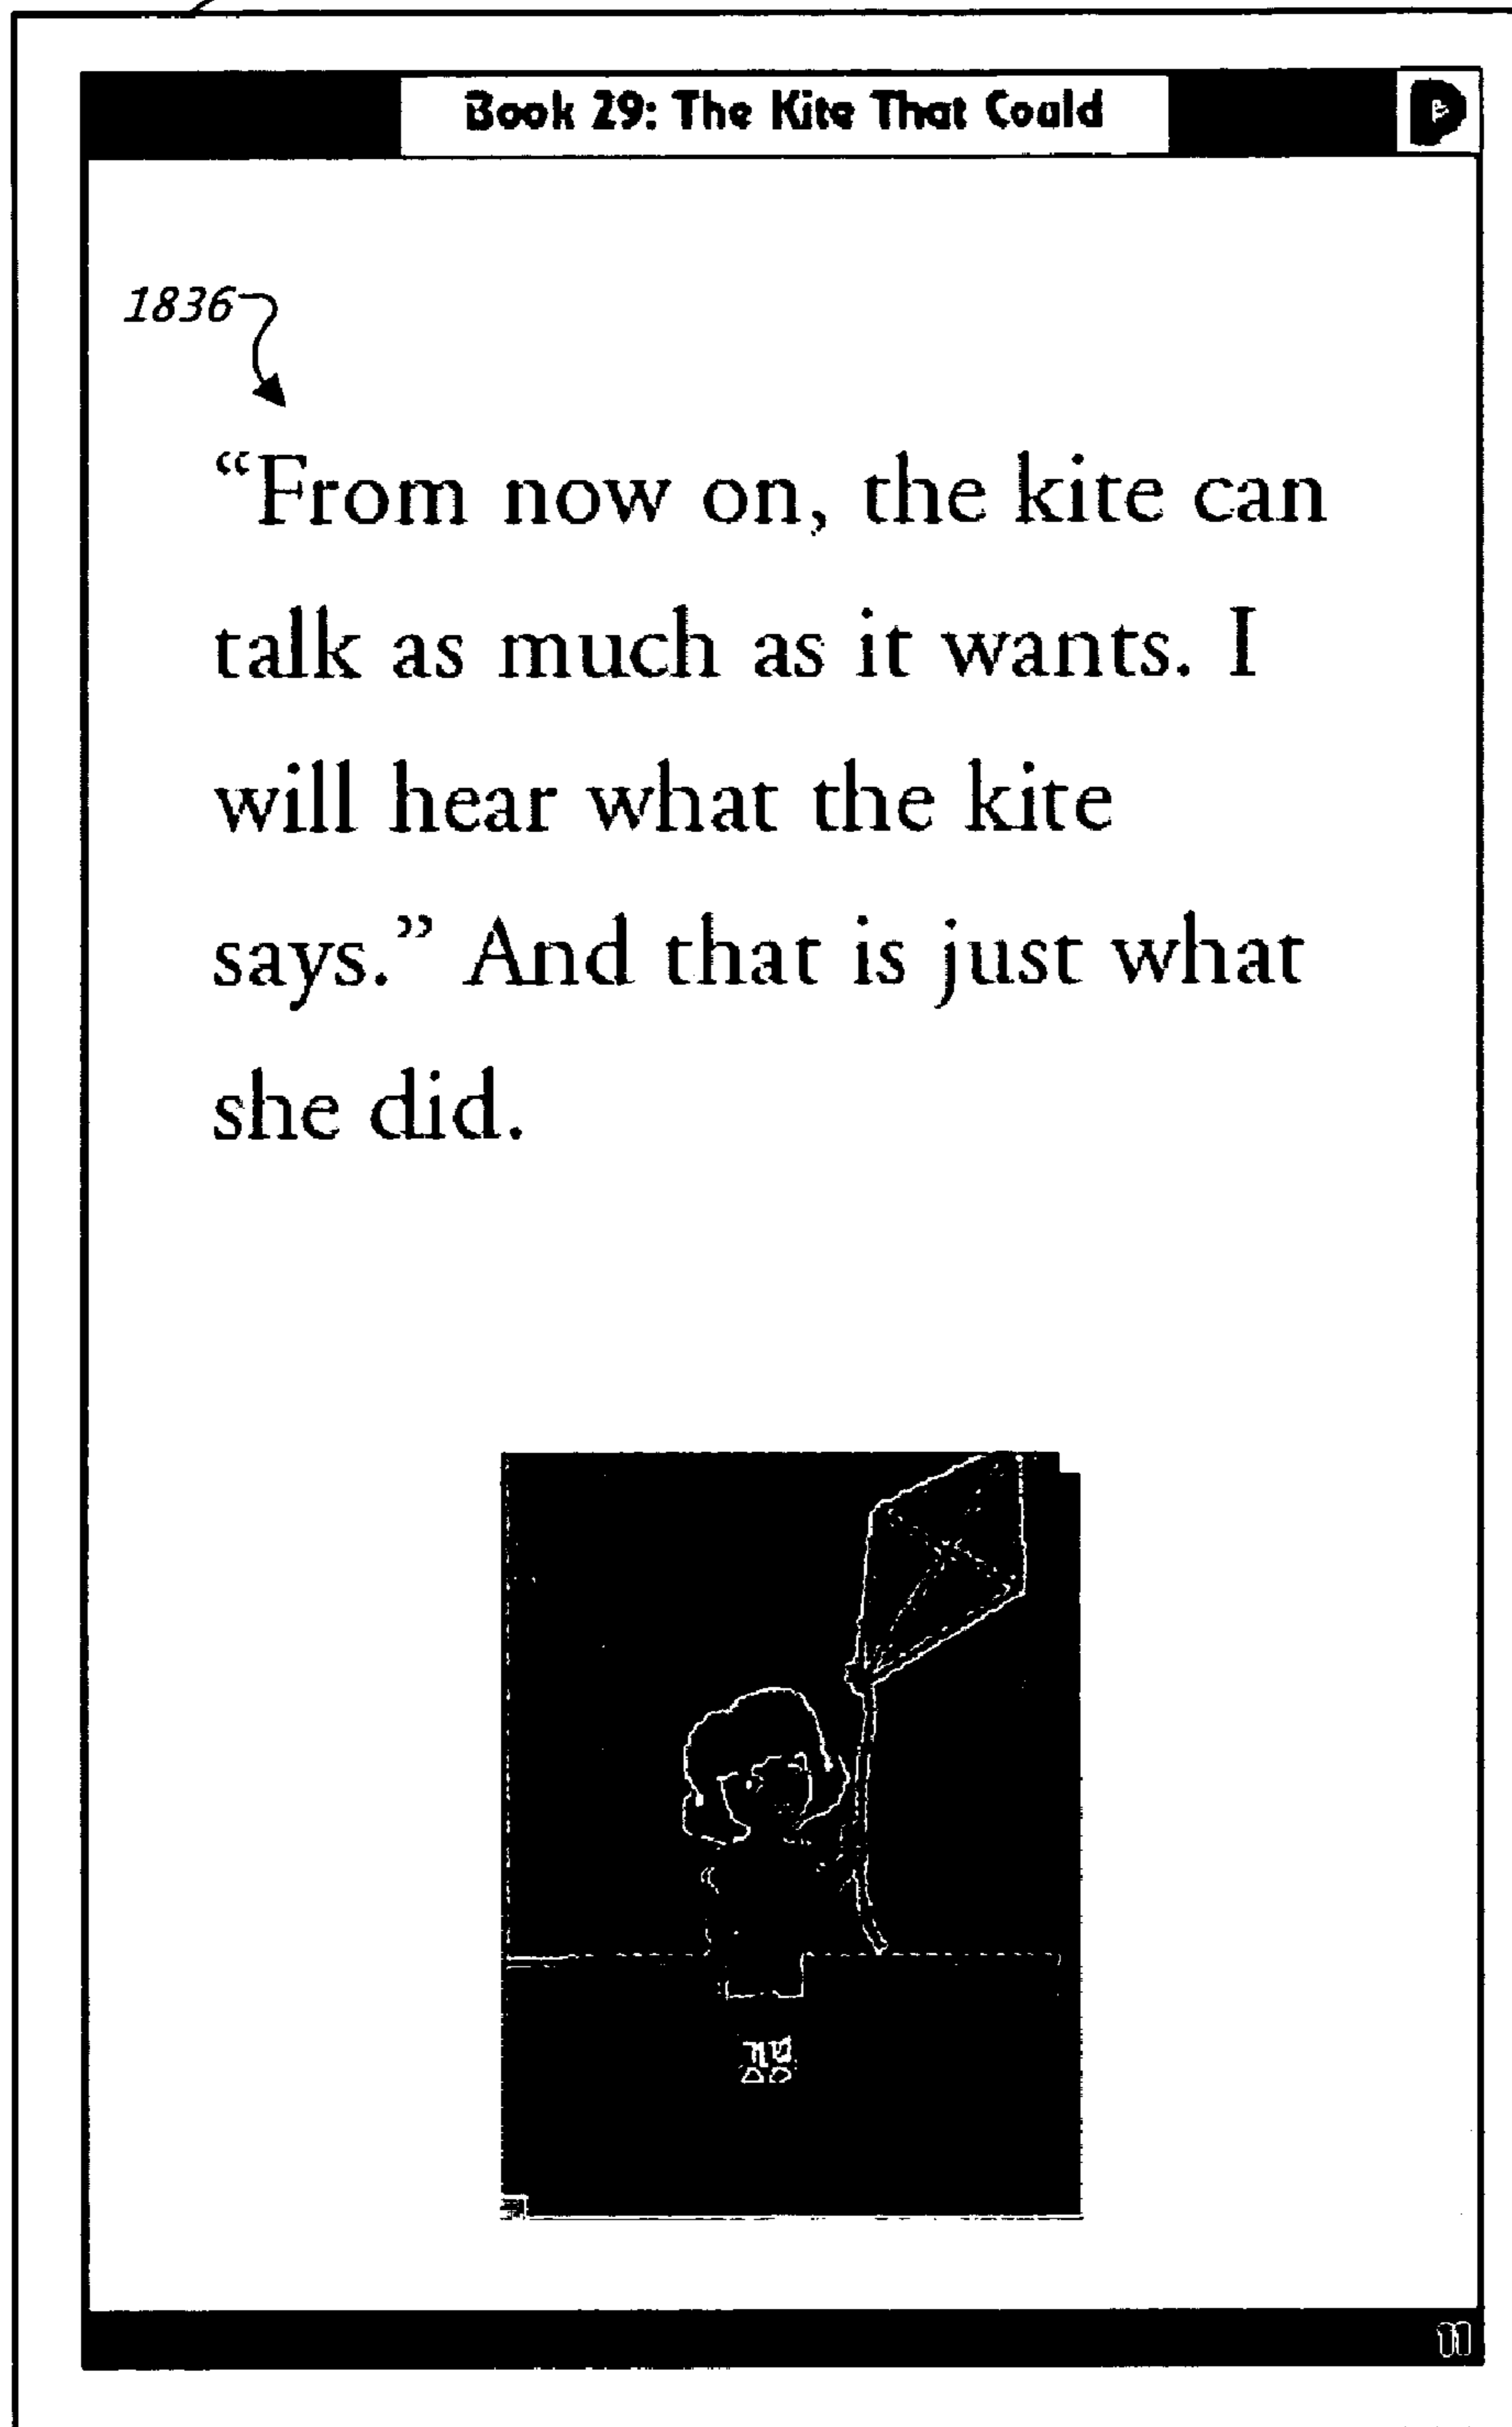 Book 29: The Kite That Could
1836
“From now on, the kite can
talk as much as it wants. I
will hear what the kite
says.” And that is just what
she did.
11